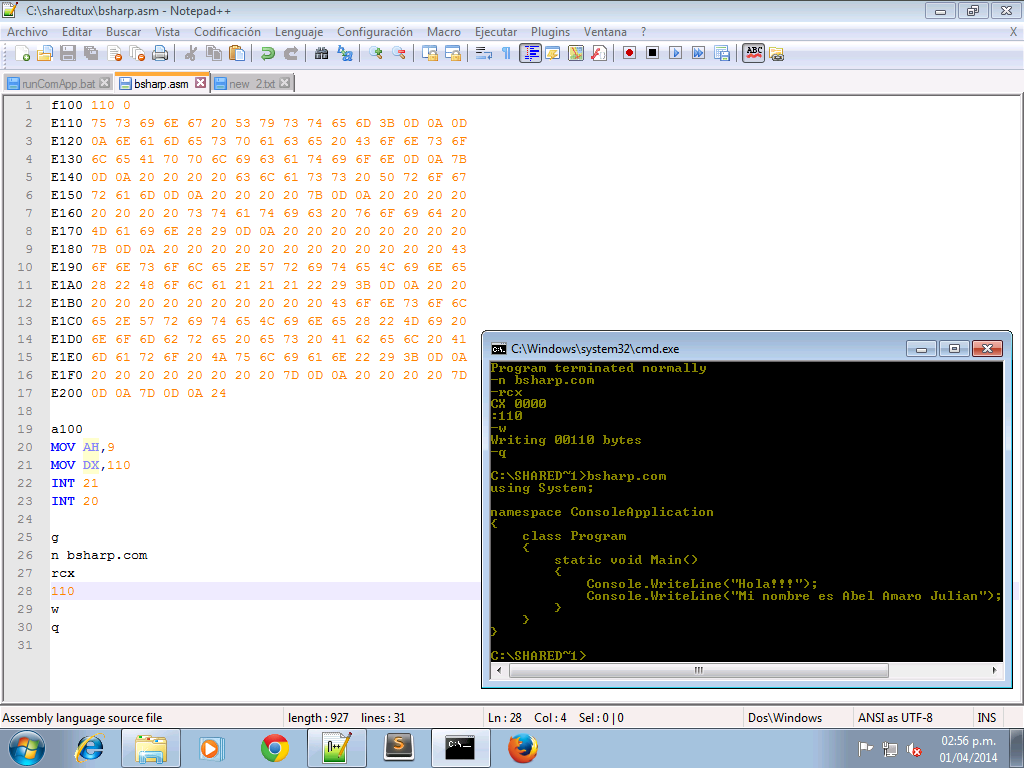 C:\sharedtux\bsharp.asm - Notepad++
Archivo Editar Buscar Vista Codificación Lenguaje Configuración Macro Ejecutar Plugins Ventana ? X
ABC
runComApp.bat bsharp.asm new 2.txt
1 f100 110 0
2 E110 75 73 69 6E 67 20 53 79 73 74 65 6D 3B 0D 0A 0D
3 E120 0A 6E 61 6D 65 73 70 61 63 65 20 43 6F 6E 73 6F
4 E130 6C 65 41 70 70 6C 69 63 61 74 69 6F 6E 0D 0A 7B
5 E140 0D 0A 20 20 20 20 63 6C 61 73 73 20 50 72 6F 67
6 E150 72 61 6D 0D 0A 20 20 20 20 7B 0D 0A 20 20 20 20
7 E160 20 20 20 20 73 74 61 74 69 63 20 76 6F 69 64 20
8 E170 4D 61 69 6E 28 29 0D 0A 20 20 20 20 20 20 20 20
9 E180 7B 0D 0A 20 20 20 20 20 20 20 20 20 20 20 20 43
10 E190 6F 6E 73 6F 6C 65 2E 57 72 69 74 65 4C 69 6E 65
11 E1A0 28 22 48 6F 6C 61 21 21 21 22 29 3B 0D 0A 20 20
12 E1B0 20 20 20 20 20 20 20 20 20 20 43 6F 6E 73 6F 6C
13 E1C0 65 2E 57 72 69 74 65 4C 69 6E 65 28 22 4D 69 20
14 E1D0 6E 6F 6D 62 72 65 20 65 73 20 41 62 65 6C 20 41
15 E1E0 6D 61 72 6F 20 4A 75 6C 69 61 6E 22 29 3B 0D 0A
16 E1F0 20 20 20 20 20 20 20 20 7D 0D 0A 20 20 20 20 7D
17 E200 0D 0A 7D 0D 0A 24
18
19 a100
20 MOV AH,9
21 MOV DX,110
22 INT 21
23 INT 20
24
25 g
26 n bsharp.com
27 rcx
28 110
29 w
30 q
31
C:\Windows\system32\cmd.exe
Program terminated normally
-n bsharp.com
-rcx
CX 0000
:110
-w
Writing 00110 bytes
-q
C:\SHARED~1>bsharp.com
using System;
namespace ConsoleApplication
{
class Program
{
static void Main()
{
Console.WriteLine("Hola!!!");
Console.WriteLine("Mi nombre es Abel Amaro Julian");
}
}
}
C:\SHARED~1>
Assembly language source file length : 927 lines : 31 Ln : 28 Col : 4 Sel : 0 | 0 Dos\Windows ANSI as UTF-8 INS
02:56 p.m.
01/04/2014